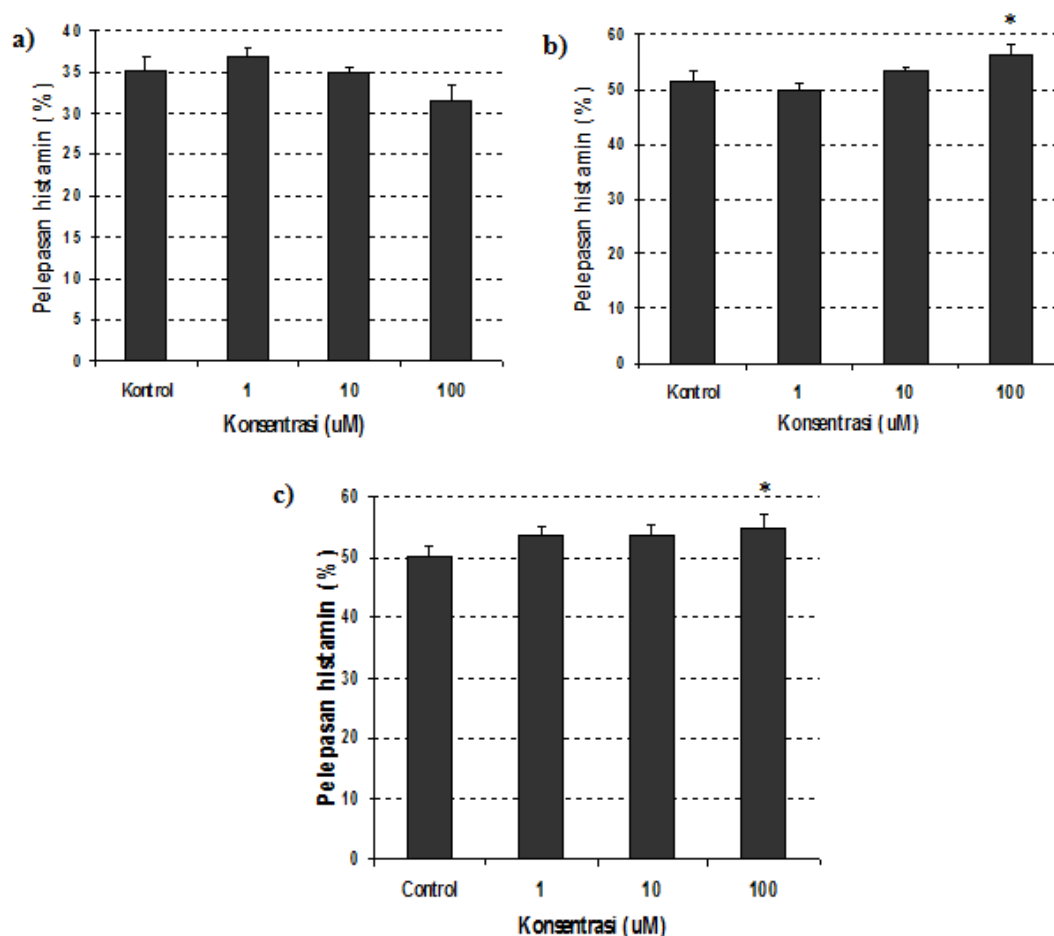 a)
Pelepasan histamin (%)
40
35
30
25
20
15
10
5
0
Kontrol 1 10 100
Konsentrasi (uM)
b)
*
Pelepasan histamin (%)
60
50
40
30
20
10
0
Kontrol 1 10 100
Konsentrasi (uM)
c)
*
Pelepasan histamin (%)
60
50
40
30
20
10
0
Control 1 10 100
Konsentrasi (uM)